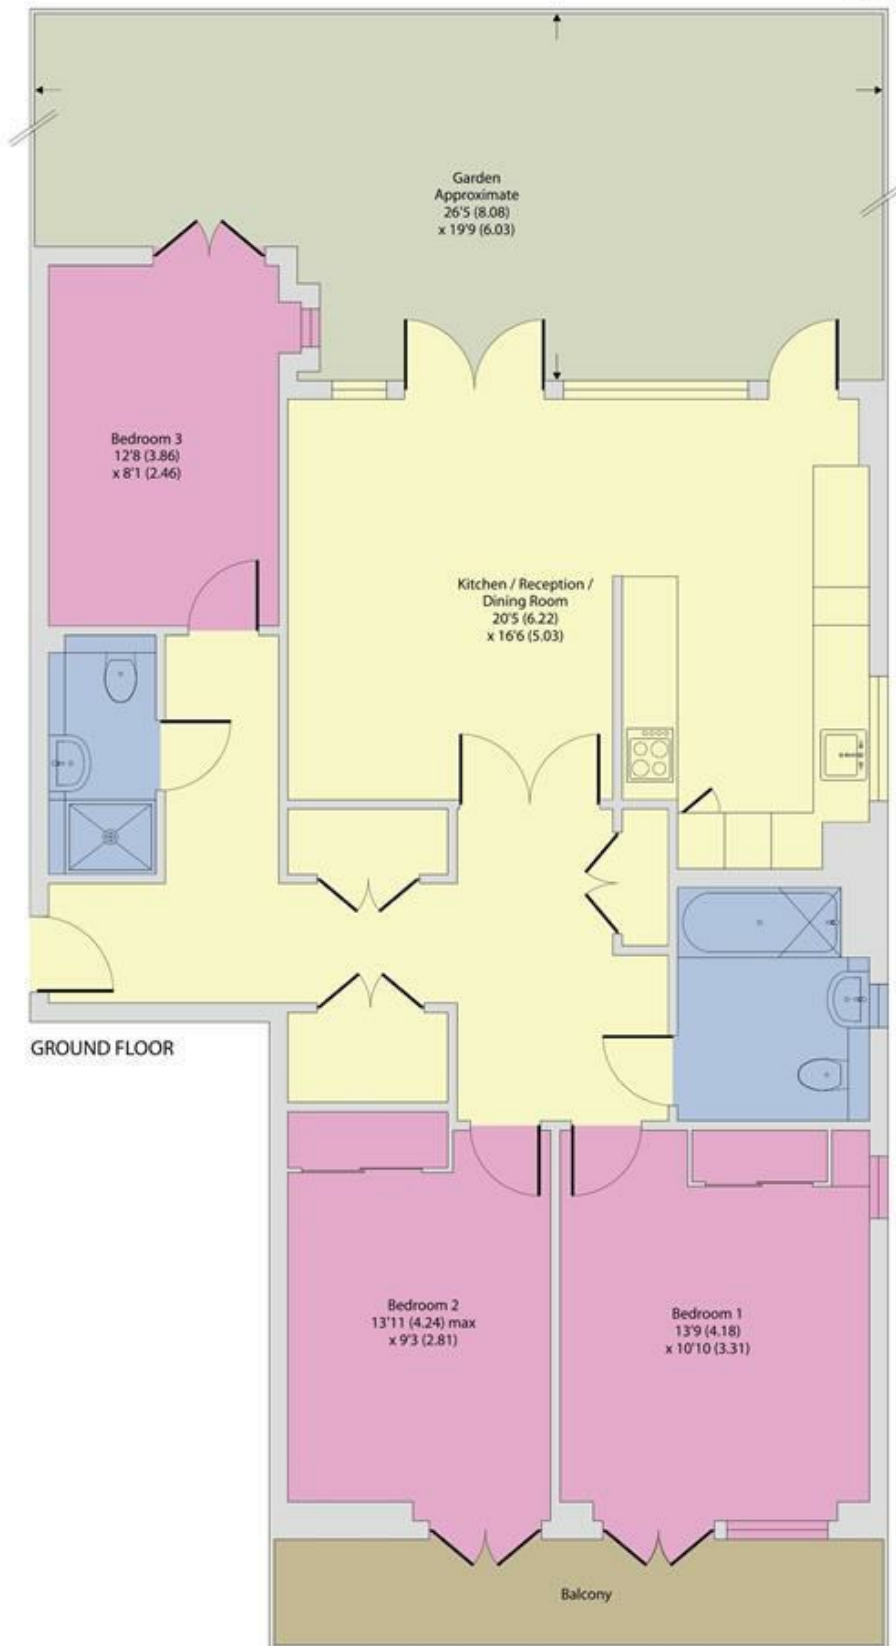 Garden
Approximate
26'5 (8.08)
x 19'9 (6.03)
Bedroom 3
12'8 (3.86)
x 8'1 (2.46)
Kitchen / Reception /
Dining Room
20'5 (6.22)
x 16'6 (5.03)
GROUND FLOOR
Bedroom 2
13'11 (4.24) max
x 9'3 (2.81)
Bedroom 1
13'9 (4.18)
x 10'10 (3.31)
Balcony